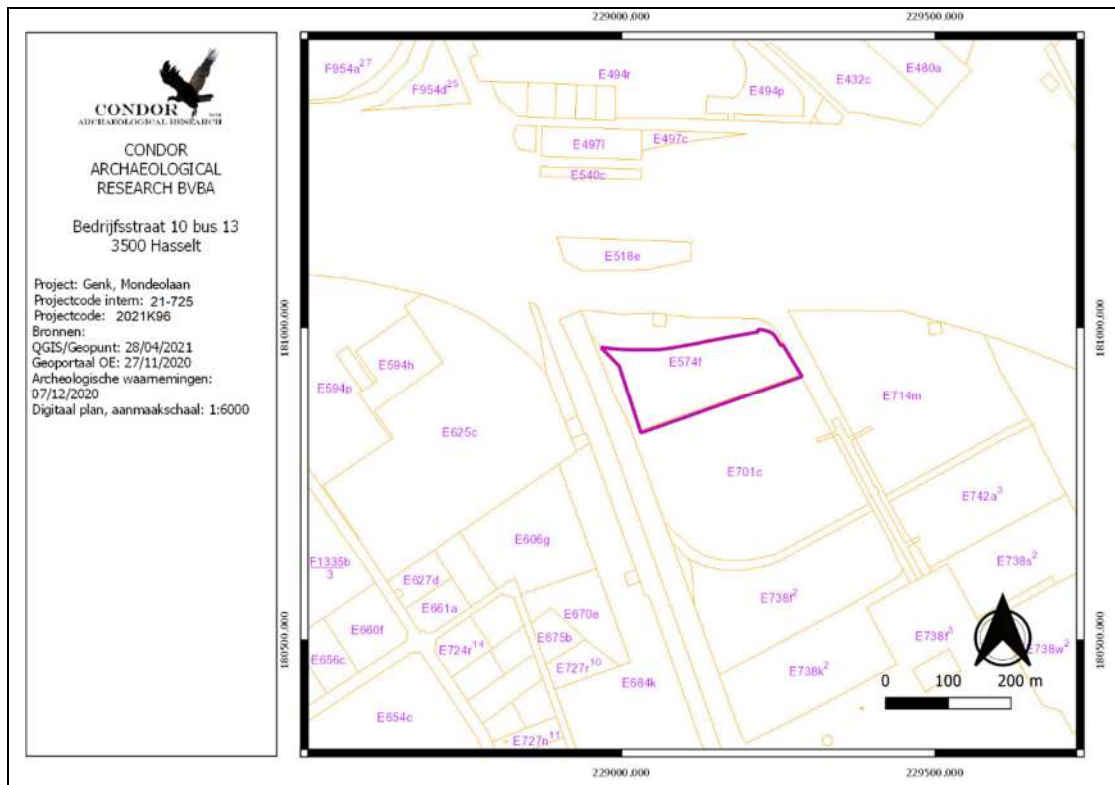 CONDOR
ARCHAEOLOGICAL RESEARCH
CONDOR
ARCHAEOLOGICAL
RESEARCH BVBA
Bedrijfsstraat 10 bus 13
3500 Hasselt
Project: Genk, Mondeolaan
Projectcode intern: 21-725
Projectcode: 2021K96
Bronnen:
QGIS/Geopunt: 28/04/2021
Geoportaal OE: 27/11/2020
Archeologische waarnemingen:
07/12/2020
Digitaal plan, aanmaakschaal: 1:6000
229000,000 229500,000
F954a27
F954d25
E494r
E494p
E432c
E480a
E497l
E497c
E540c
E518e
181000,000 181000,000
E594h
E594p
E574f
E714m
E625c
E701c
E742a3
E606g
E738s2
E1335b
3
E627d
E661a
E670e
E738r2
E660f
E675b
E724r14
E727r10
E656c
E684k
E738k2
E738f5
E738w2
180500,000 180500,000
E654c
E727n11
0 100 200 m
229000,000 229500,000